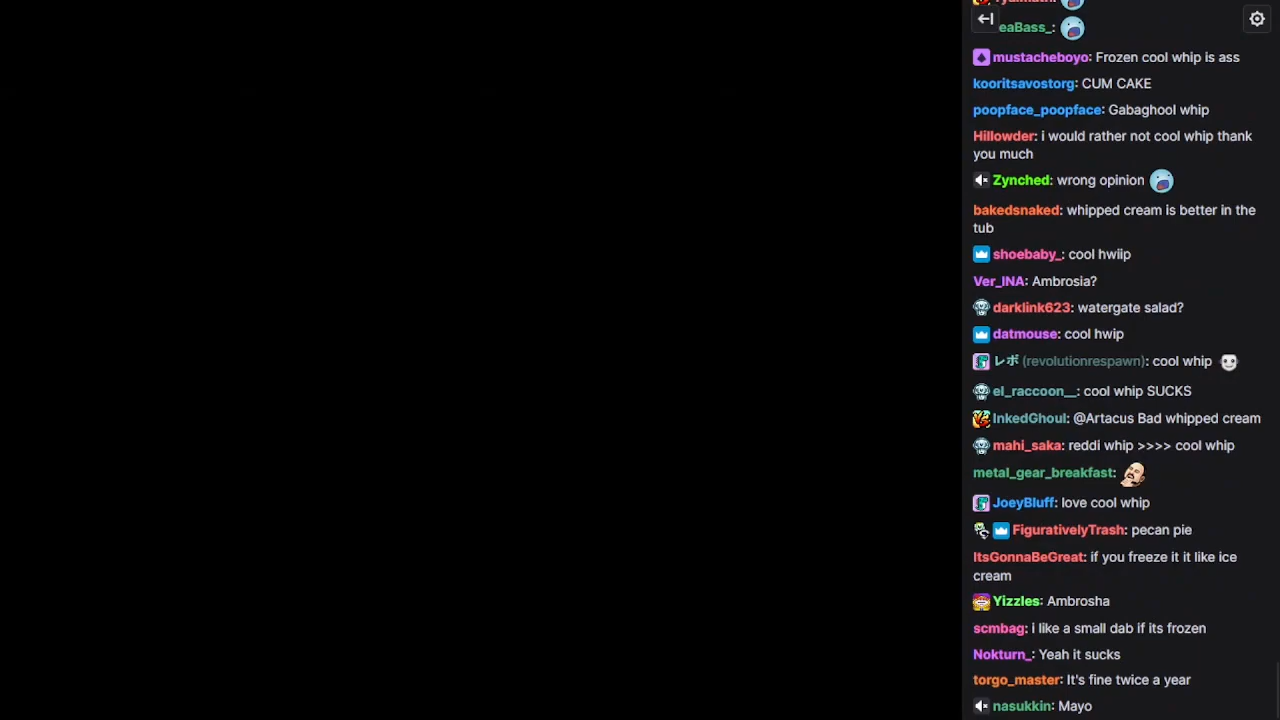 eaBass_:
mustacheboyo: Frozen cool whip is ass
kooritsavostorg: CUM CAKE
poopface_poopface: Gabaghool whip
Hillowder: i would rather not cool whip thank
you much
Zynched: wrong opinion
bakedsnaked: whipped cream is better in the
tub
shoebaby_: cool hwiip
Ver_INA: Ambrosia?
darklink623: watergate salad?
datmouse: cool hwip
レボ (revolutionrespawn): cool whip
el_raccoon__: cool whip SUCKS
InkedGhoul: @Artacus Bad whipped cream
mahi_saka: reddi whip >>>> cool whip
metal_gear_breakfast:
JoeyBluff: love cool whip
FigurativelyTrash: pecan pie
ItsGonnaBeGreat: if you freeze it it like ice
cream
Yizzles: Ambrosha
scmbag: i like a small dab if its frozen
Nokturn_: Yeah it sucks
torgo_master: It's fine twice a year
nasukkin: Mayo